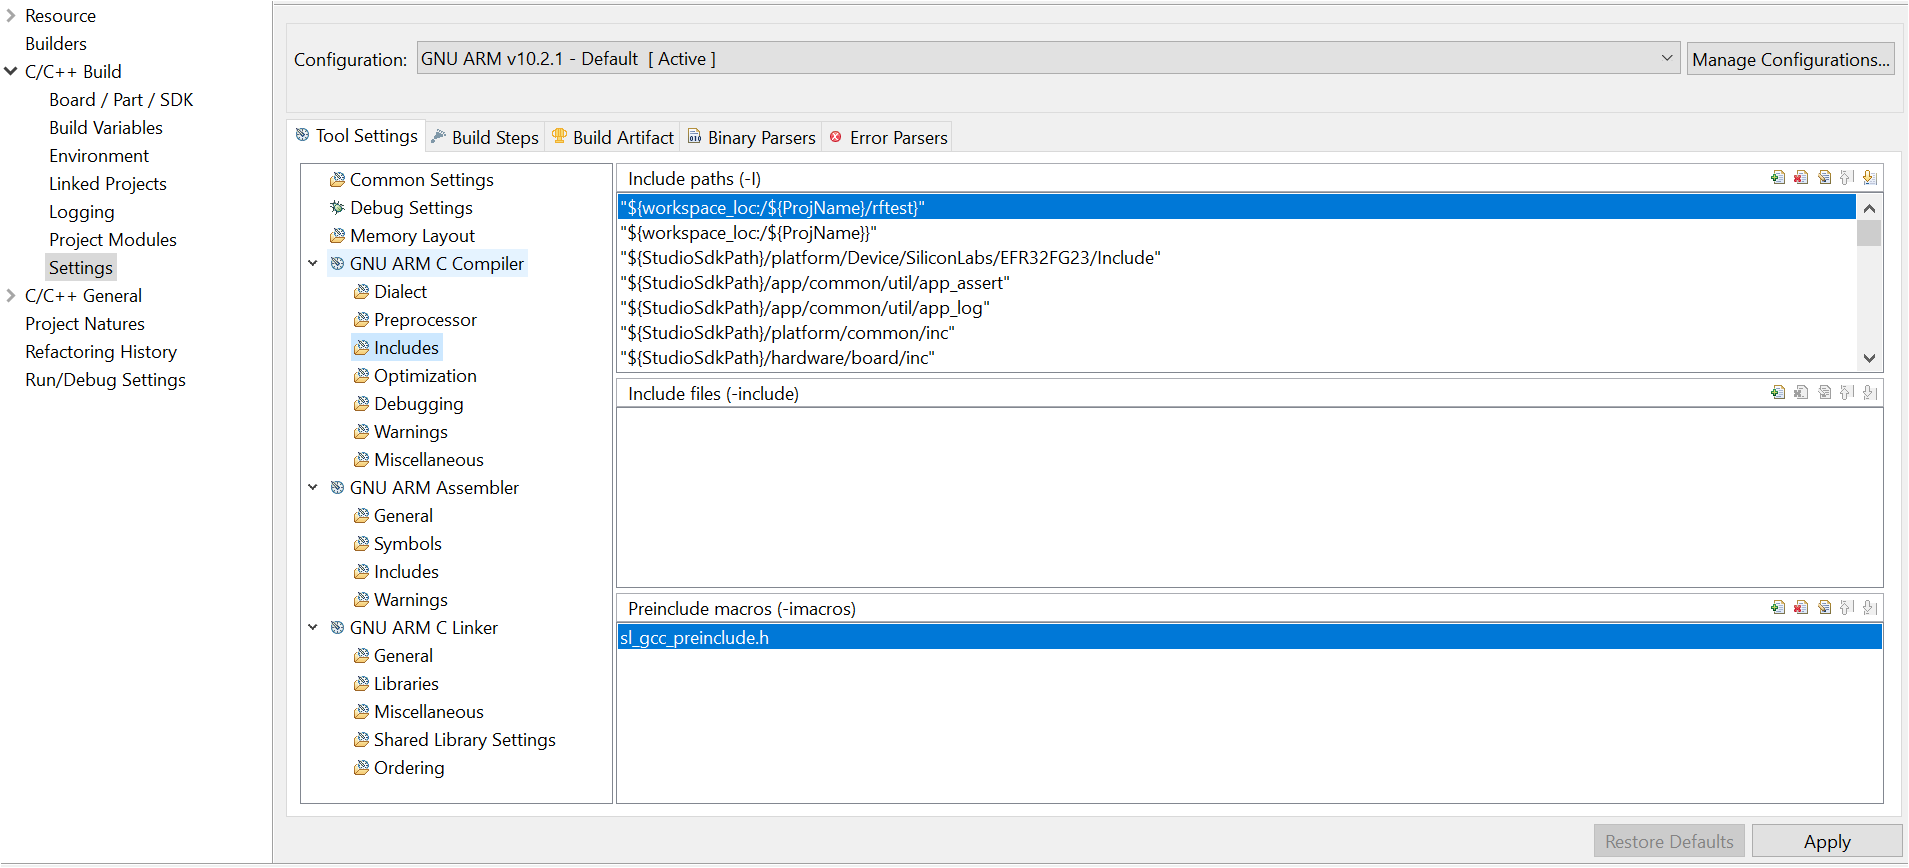 Resource
Builders
C/C++ Build
Board / Part / SDK
Build Variables
Environment
Linked Projects
Logging
Project Modules
Settings
C/C++ General
Project Natures
Refactoring History
Run/Debug Settings
Configuration: GNU ARM v10.2.1 - Default [ Active ] Manage Configurations...
Tool Settings Build Steps Build Artifact Binary Parsers Error Parsers
Common Settings
Debug Settings
Memory Layout
GNU ARM C Compiler
Dialect
Preprocessor
Includes
Optimization
Debugging
Warnings
Miscellaneous
GNU ARM Assembler
General
Symbols
Includes
Warnings
GNU ARM C Linker
General
Libraries
Miscellaneous
Shared Library Settings
Ordering
Include paths (-I)
"${workspace_loc:/${ProjName}/rftest}"
"${workspace_loc:/${ProjName}}"
"${StudioSdkPath}/platform/Device/SiliconLabs/EFR32FG23/Include"
"${StudioSdkPath}/app/common/util/app_assert"
"${StudioSdkPath}/app/common/util/app_log"
"${StudioSdkPath}/platform/common/inc"
"${StudioSdkPath}/hardware/board/inc"
Include files (-include)
Preinclude macros (-imacros)
sl_gcc_preinclude.h
Restore Defaults Apply